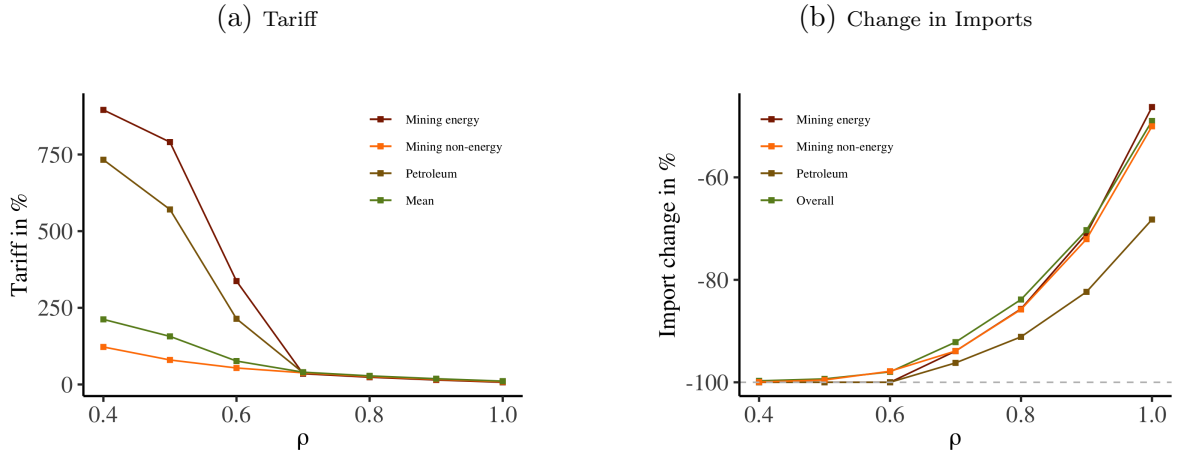 (a) Tariff
Tariff in %
750
500
250
0
0.4 0.6 0.8 1.0
ρ
Mining energy
Mining non-energy
Petroleum
Mean
(b) Change in Imports
Import change in %
-60
-80
-100
0.4 0.6 0.8 1.0
ρ
Mining energy
Mining non-energy
Petroleum
Overall